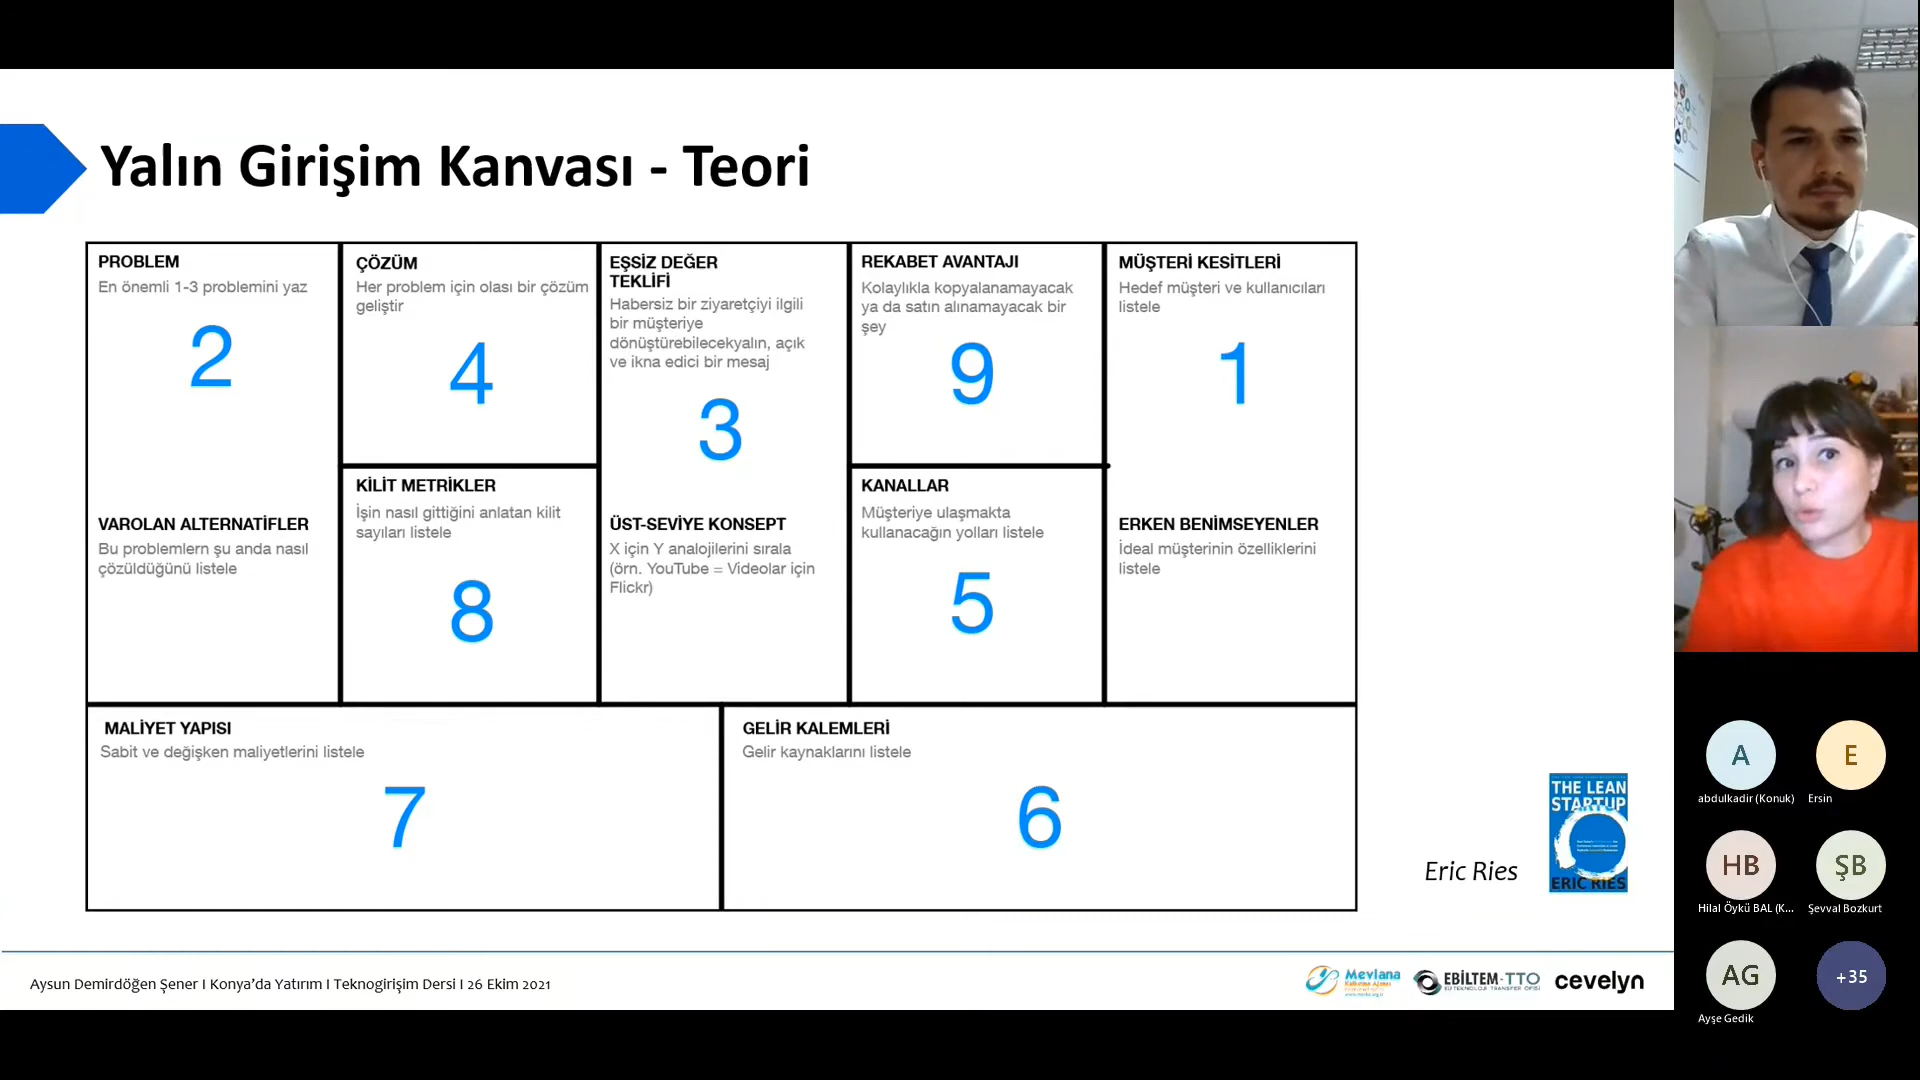 Yalın Girişim Kanvası - Teori
PROBLEM
En önemli 1-3 problemini yaz
2
VAROLAN ALTERNATİFLER
Bu problemlern şu anda nasıl
çözüldüğünü listele
ÇÖZÜM
Her problem için olası bir çözüm
geliştir
4
KİLİT METRİKLER
İşin nasıl gittiğini anlatan kilit
sayıları listele
8
EŞSİZ DEĞER
TEKLİFİ
Habersiz bir ziyaretçiyi ilgili
bir müşteriye
dönüştürebilecekyalın, açık
ve ikna edici bir mesaj
3
ÜST-SEVİYE KONSEPT
X için Y analojilerini sırala
(örn. YouTube = Videolar için
Flickr)
REKABET AVANTAJI
Kolaylıkla kopyalanamayacak
ya da satın alınamayacak bir
şey
9
KANALLAR
Müşteriye ulaşmakta
kullanacağın yolları listele
5
MÜŞTERİ KESİTLERİ
Hedef müşteri ve kullanıcıları
listele
1
ERKEN BENİMSEYENLER
İdeal müşterinin özelliklerini
listele
MALİYET YAPISI
Sabit ve değişken maliyetlerini listele
7
GELİR KALEMLERİ
Gelir kaynaklarını listele
6
Eric Ries
THE LEAN
STARTUP
ERIC RIES
Aysun Demirdöğen Şener I Konya'da Yatırım I Teknogirişim Dersi I 26 Ekim 2021
Mevlana
EBİLTEM-TTO
cevelyn
A
abdulkadir (Konuk)
E
Ersin
HB
Hilal Öykü BAL (K...
ŞB
Şevval Bozkurt
AG
Ayşe Gedik
+35